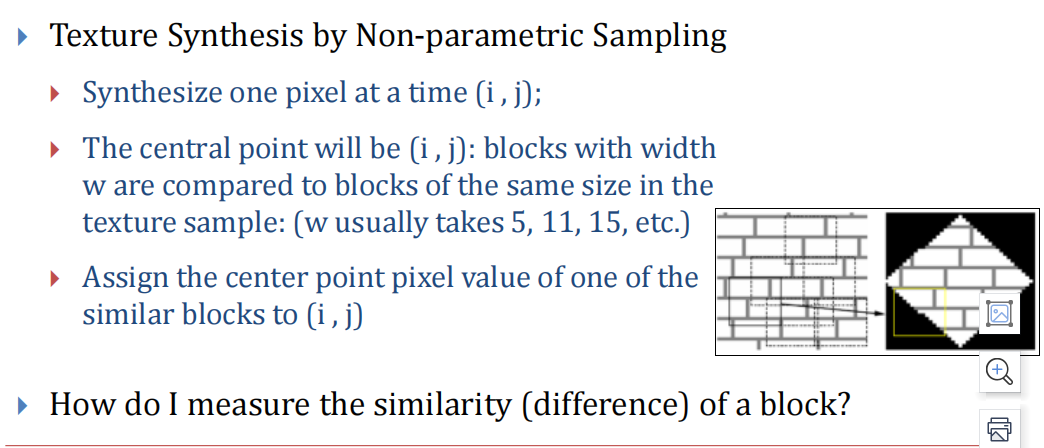 Texture Synthesis by Non-parametric Sampling
Synthesize one pixel at a time (i , j);
The central point will be (i , j): blocks with width
w are compared to blocks of the same size in the
texture sample: (w usually takes 5, 11, 15, etc.)
Assign the center point pixel value of one of the
similar blocks to (i , j)
How do I measure the similarity (difference) of a block?